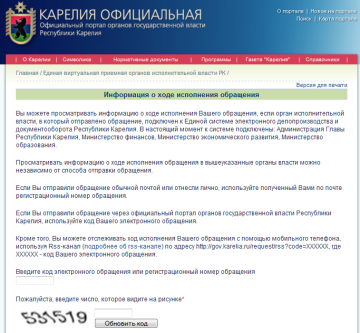 КАРЕЛИЯ ОФИЦИАЛЬНАЯ
Официальный портал органов государственной власти
Республики Карелия
О портале | Новое на портале
Поиск | Карта портала
| О Карелии | Символика | Нормативные документы | Программы | Газета "Карелия" | Справочники |
Главная / Единая виртуальная приемная органов исполнительной власти РК /
Версия для печати
Информация о ходе исполнения обращения
Вы можете просматривать информацию о ходе исполнения Вашего обращения, если орган исполнительной
власти, в который отправлено обращение, подключен к Единой системе электронного делопроизводства и
документооборота Республики Карелия. В настоящий момент к системе подключены: Администрация Главы
Республики Карелия, Министерство финансов, Министерство экономического развития, Министерство
образования.
Просматривать информацию о ходе исполнения обращения в вышеуказанные органы власти можно
независимо от способа отправки обращения.
Если Вы отправили обращение обычной почтой или отнесли лично, используйте полученный Вами по почте
регистрационный номер обращения.
Если Вы отправили обращение через официальный портал органов государственной власти Республики
Карелия, используйте код Вашего электронного обращения.
Кроме того, Вы можете отслеживать ход исполнения Вашего обращения с помощью мобильного телефона,
используя Rss-канал (подробнее об rss-канале) по адресу http://gov.karelia.ru/request/rss?code=XXXXXX, где
XXXXXX - код Вашего электронного обращения.
Введите код электронного обращения или регистрационный номер обращения
Пожалуйста, введите число, которое видите на рисунке*
531519
Обновить код